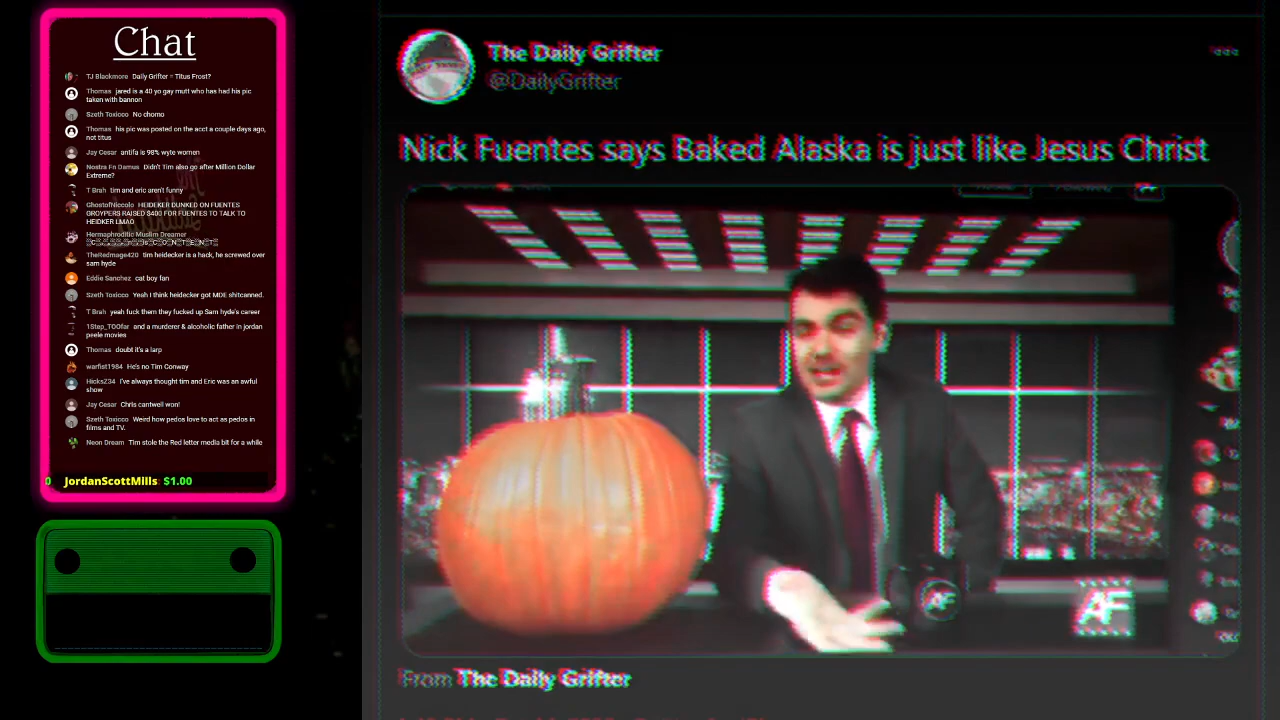 Chat
TJ Blackmore Daily Grifter = Titus Frost?
Thomas jared is a 40 yo gay mutt who has had his pic
taken with bannon
Szeth Toxicco No chomo
Thomas his pic was posted on the acct a couple days ago,
not titus
Jay Cesar antifa is 98% wyte women
Nostra Fn Damus Didn't Tim also go after Million Dollar
Extreme?
T Brah tim and eric aren't funny
GhostofNiccolo HEIDEKER DUNKED ON FUENTES
GROYPERS RAISED $400 FOR FUENTES TO TALK TO
HEIDKER LMAO
Hermaphroditic Muslim Dreamer
TheRedmage420 tim heidecker is a hack, he screwed over
sam hyde
Eddie Sanchez cat boy fan
Szeth Toxicco Yeah I think heidecker got MDE shitcanned.
T Brah yeah fuck them they fucked up Sam hyde's career
1Step_TOOfar and a murderer & alcoholic father in jordan
peele movies
Thomas doubt it's a larp
warfist1984 He's no Tim Conway
Hicks234 I've always thought tim and Eric was an awful
show
Jay Cesar Chris cantwell won!
Szeth Toxicco Weird how pedos love to act as pedos in
films and TV.
Neon Dream Tim stole the Red letter media bit for a while
0 JordanScottMills $1.00
The Daily Grifter
@DailyGrifter
Nick Fuentes says Baked Alaska is just like Jesus Christ
AF
AF
From The Daily Grifter